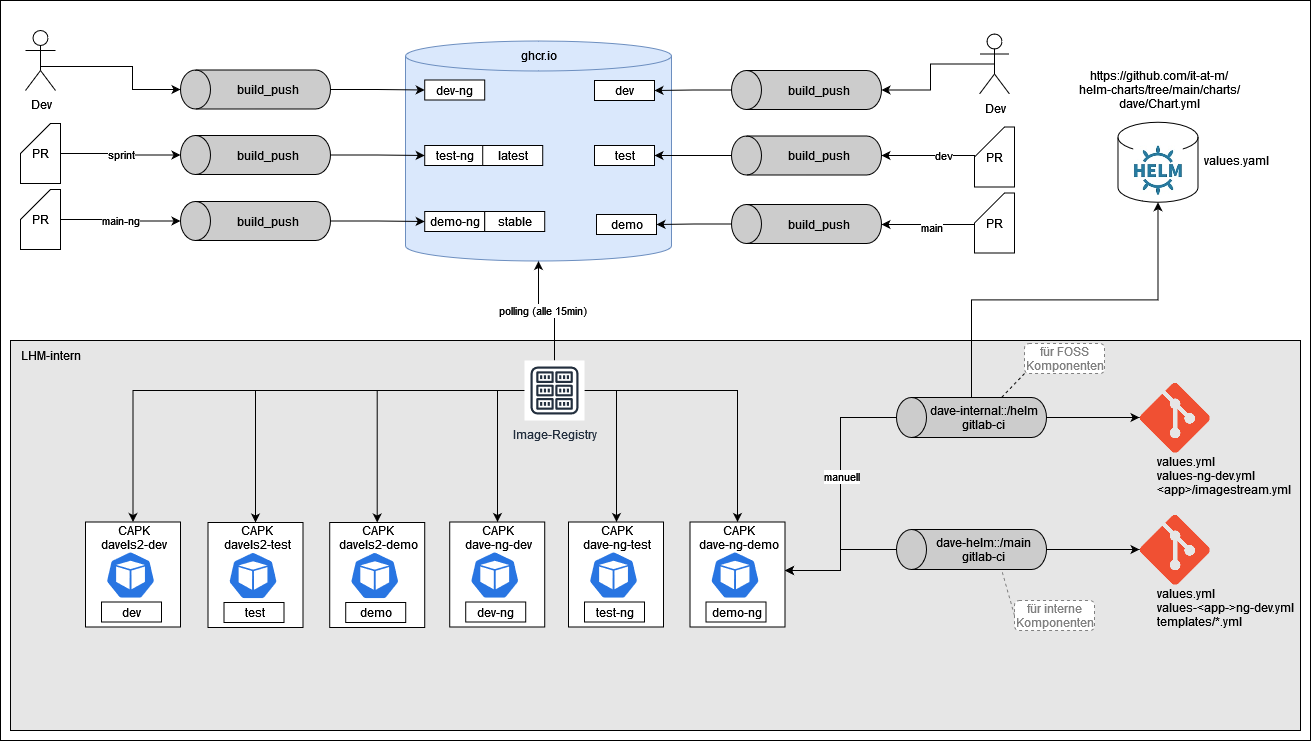 ghcr.io
Dev
build_push
dev-ng
dev
build_push
Dev
https://github.com/it-at-m/
helm-charts/tree/main/charts/
dave/Chart.yml
PR
sprint
build_push
test-ng
latest
test
build_push
dev
PR
HELM
values.yaml
PR
main-ng
build_push
demo-ng
stable
demo
build_push
main
PR
polling (alle 15min)
LHM-intern
Image-Registry
für FOSS
Komponenten
dave-internal::/helm
gitlab-ci
values.yml
values-ng-dev.yml
<app>/imagestream.yml
manuell
CAPK
davels2-dev
dev
CAPK
davels2-test
test
CAPK
davels2-demo
demo
CAPK
dave-ng-dev
dev-ng
CAPK
dave-ng-test
test-ng
CAPK
dave-ng-demo
demo-ng
dave-helm::/main
gitlab-ci
für interne
Komponenten
values.yml
values-<app->ng-dev.yml
templates/*.yml